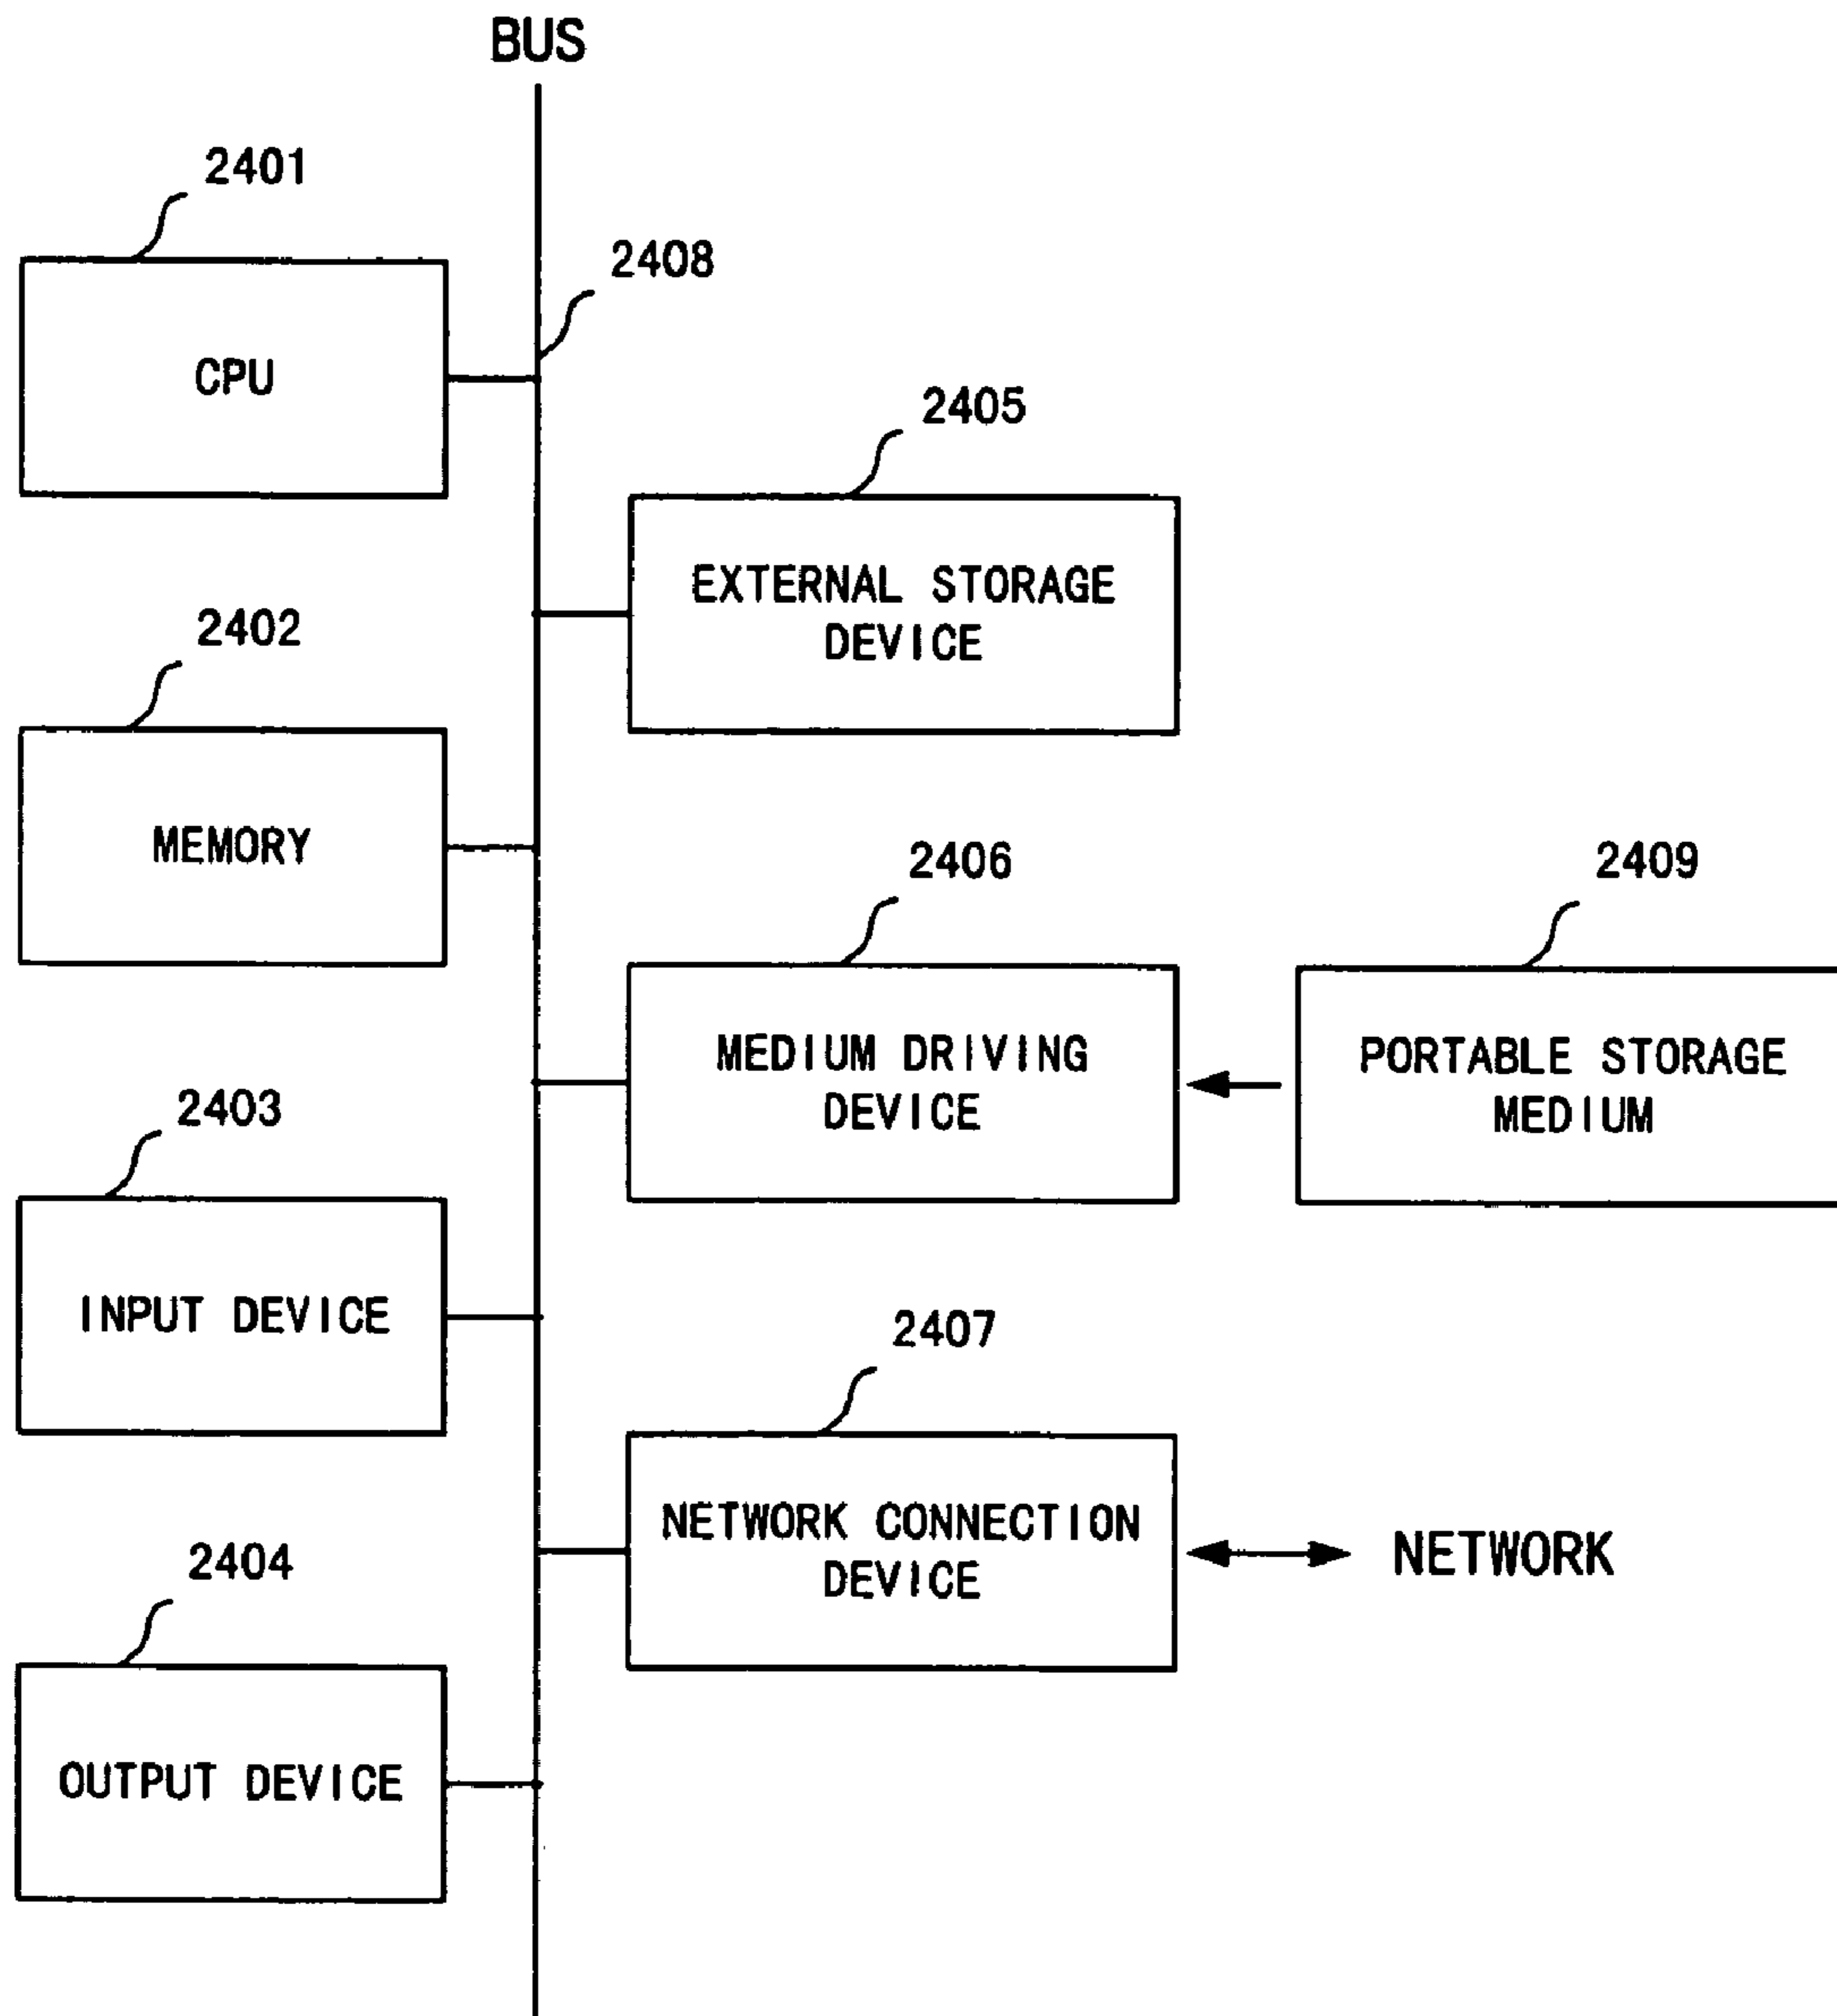 BUS
2401
CPU
2408
2405
EXTERNAL STORAGE
DEVICE
2402
MEMORY
2406
MEDIUM DRIVING
DEVICE
2409
PORTABLE STORAGE
MEDIUM
2403
INPUT DEVICE
2407
NETWORK CONNECTION
DEVICE
NETWORK
2404
OUTPUT DEVICE